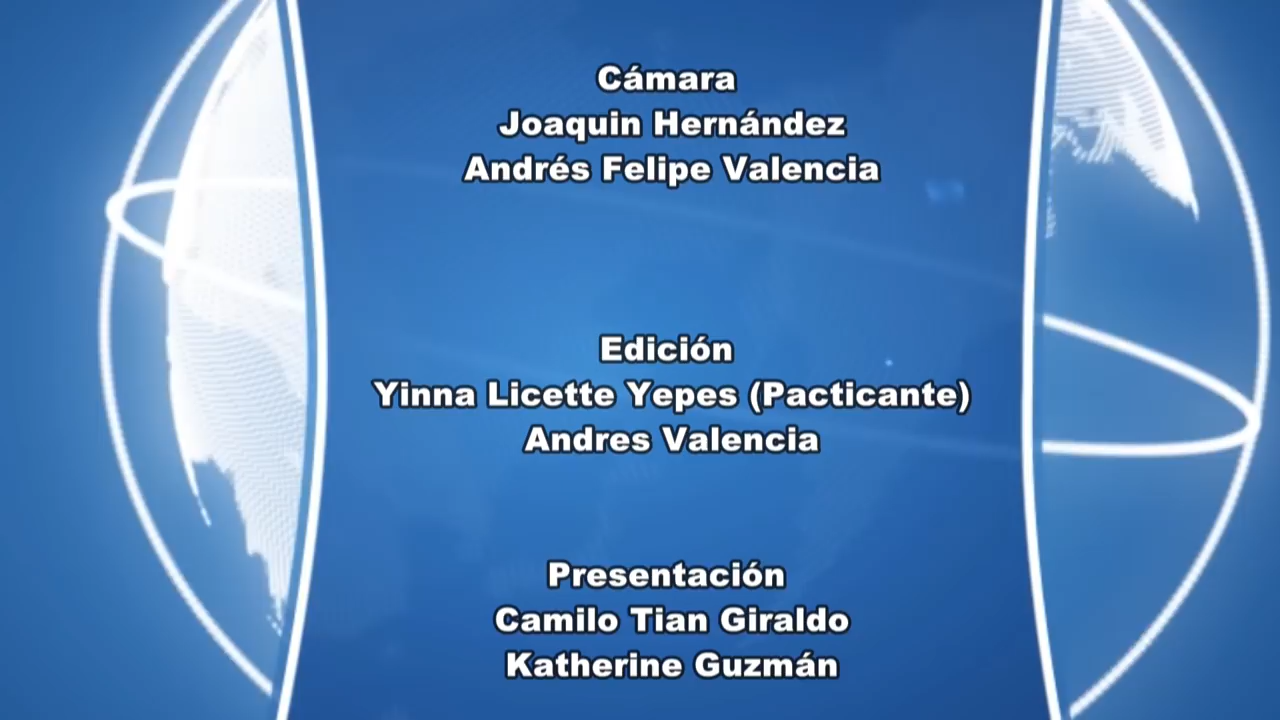 Cámara
Joaquin Hernández
Andrés Felipe Valencia
Edición
Yinna Licette Yepes (Pacticante)
Andres Valencia
Presentación
Camilo Tian Giraldo
Katherine Guzmán